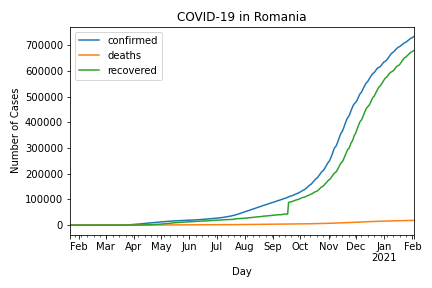 COVID-19 in Romania
confirmed
deaths
recovered
Number of Cases
700000
600000
500000
400000
300000
200000
100000
0
Feb Mar Apr May Jun Jul Aug Sep Oct Nov Dec Jan Feb
2021
Day